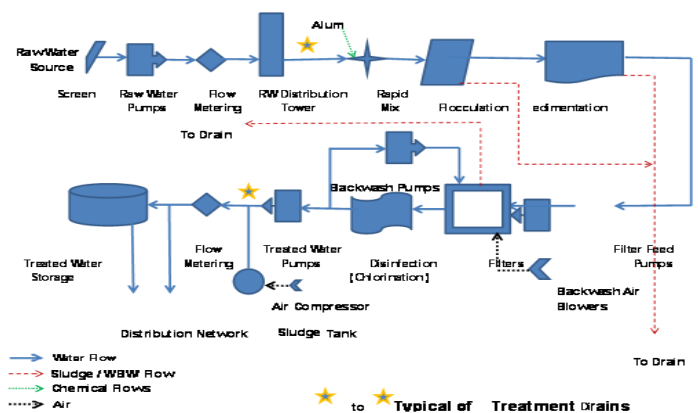 Alum
Raw Water
Source
Screen
Raw Water
Pumps
Flow
Metering
RW Distribution
Tower
Rapid
Mix
Flocculation
edimentation
To Drain
Backwash Pumps
Treated Water
Storage
Flow
Metering
Treated Water
Pumps
Disinfection
[Chlorination]
Filters
Filter Feed
Pumps
Backwash Air
Blowers
Air Compressor
Sludge Tank
Distribution Network
To Drain
Water Flow
Sludge / WBW Flow
Chemical Flows
Air
to Typical of Treatment Drains